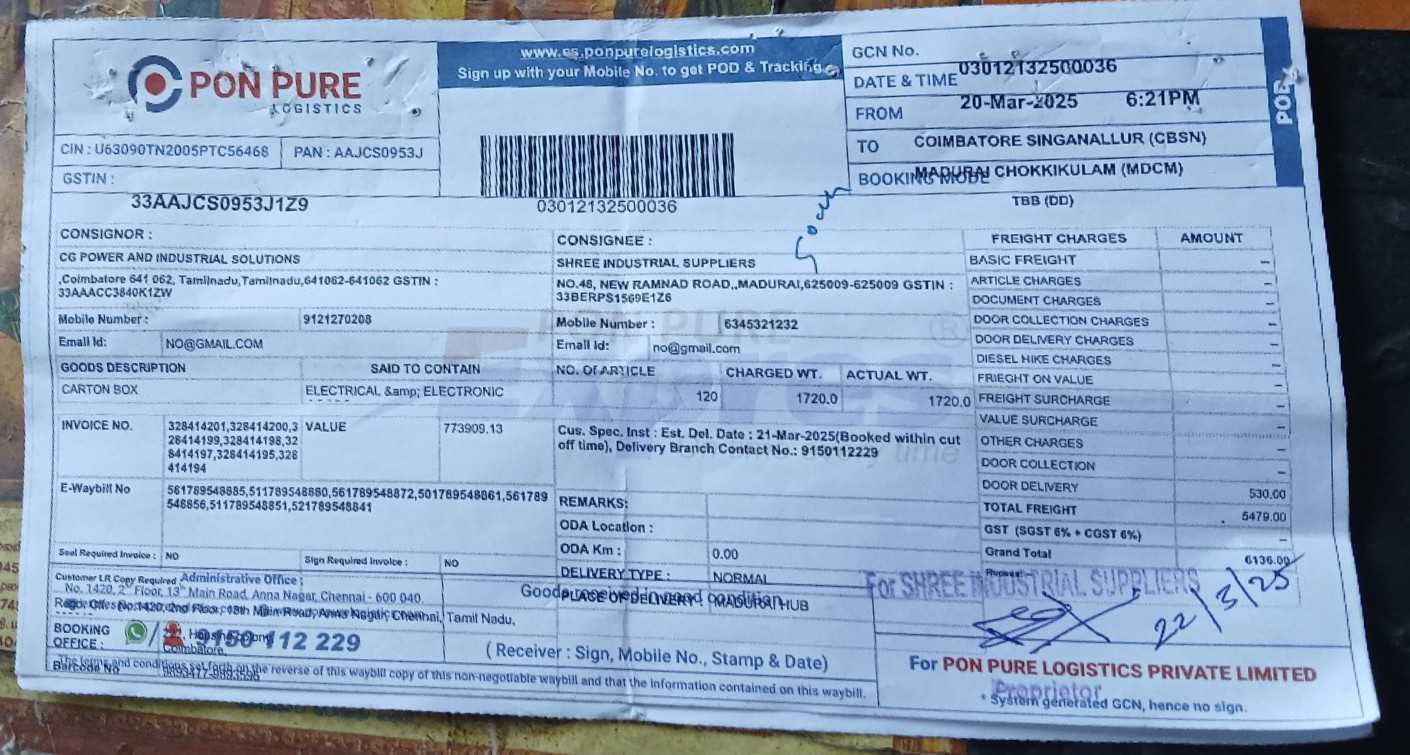 PON PURE
LOGISTICS
www.cs.ponpurelogistics.com
Sign up with your Mobile No. to get POD & Tracking
GCN No.
03012132500036
DATE & TIME
20-Mar-2025 6:21PM
FROM
COIMBATORE SINGANALLUR (CBSN)
TO
MADURAI CHOKKIKULAM (MDCM)
BOOKING MODE
TBB (DD)
POD
CIN : U63090TN2005PTC56468 PAN : AAJCS0953J
GSTIN :
33AAJCS0953J1Z9
03012132500036
CONSIGNOR :
CG POWER AND INDUSTRIAL SOLUTIONS
,Coimbatore 641 062, Tamilnadu,Tamilnadu,641062-641062 GSTIN :
33AAACC3840K1ZW
Mobile Number : 9121270208
Email Id: NO@GMAIL.COM
CONSIGNEE :
SHREE INDUSTRIAL SUPPLIERS
NO.48, NEW RAMNAD ROAD,,MADURAI,625009-625009 GSTIN :
33BERPS1569E1Z6
Mobile Number : 6345321232
Email Id: no@gmail.com
GOODS DESCRIPTION SAID TO CONTAIN NO. Of ARTICLE CHARGED WT. ACTUAL WT.
CARTON BOX ELECTRICAL &amp; ELECTRONIC 120 1720.0 1720.0
INVOICE NO. 328414201,328414200,3
28414199,328414198,32
8414197,328414195,328
414194
VALUE 773909.13
Cus. Spec. Inst : Est. Del. Date : 21-Mar-2025(Booked within cut
off time), Delivery Branch Contact No.: 9150112229
E-Waybill No 561789548885,511789548880,561789548872,501789548861,561789
548856,511789548851,521789548841
REMARKS:
ODA Location :
ODA Km : 0.00
DELIVERY TYPE : NORMAL
PLACE OF DELIVERY : MADURAI HUB
Seal Required Invoice : NO Sign Required Invoice : NO
FREIGHT CHARGES AMOUNT
BASIC FREIGHT –
ARTICLE CHARGES –
DOCUMENT CHARGES –
DOOR COLLECTION CHARGES –
DOOR DELIVERY CHARGES –
DIESEL HIKE CHARGES –
FRIEGHT ON VALUE –
FREIGHT SURCHARGE –
VALUE SURCHARGE –
OTHER CHARGES –
DOOR COLLECTION –
DOOR DELIVERY 530.00
TOTAL FREIGHT 5479.00
GST (SGST 6% + CGST 6%) –
Grand Total 6136.00
Customer LR Copy Required Administrative Office :
No. 1420, 2nd Floor, 13th Main Road, Anna Nagar, Chennai - 600 040.
Goods received in good condition
BOOKING
OFFICE : 9150 112 229
Coimbatore
Barcode No 9893477-9893596
( Receiver : Sign, Mobile No., Stamp & Date)
The terms and conditions set forth on the reverse of this waybill copy of this non-negotiable waybill and that the information contained on this waybill.
For SHREE INDUSTRIAL SUPPLIERS
22/3/25
For PON PURE LOGISTICS PRIVATE LIMITED
Proprietor
* System generated GCN, hence no sign.